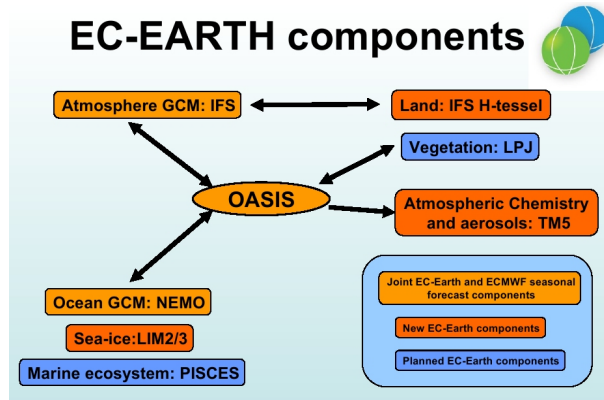 EC-EARTH components
Atmosphere GCM: IFS
Land: IFS H-tessel
Vegetation: LPJ
OASIS
Atmospheric Chemistry
and aerosols: TM5
Ocean GCM: NEMO
Sea-ice:LIM2/3
Marine ecosystem: PISCES
Joint EC-Earth and ECMWF seasonal
forecast components
New EC-Earth components
Planned EC-Earth components